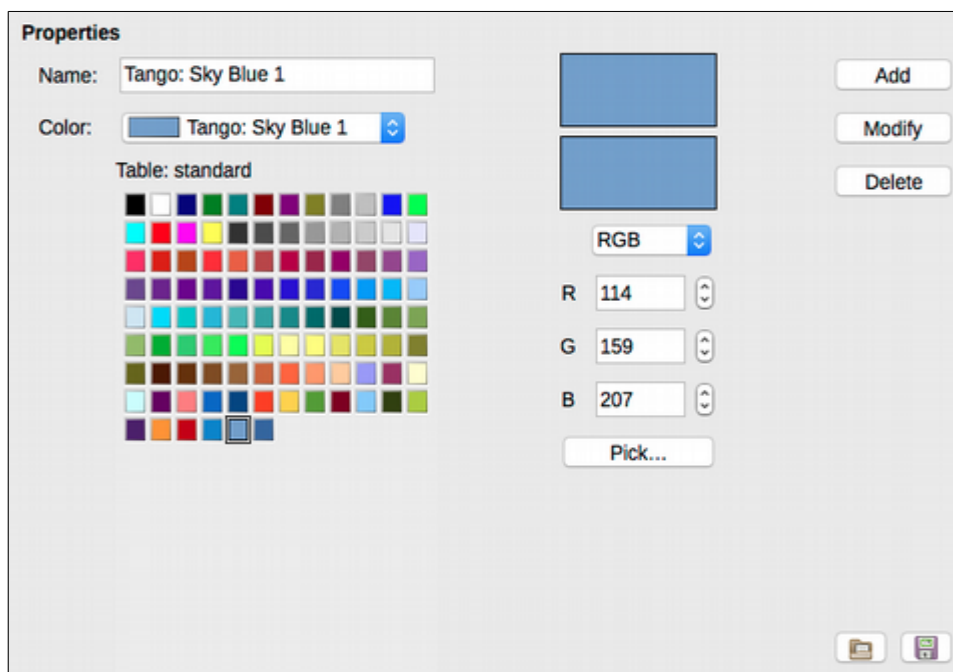 Properties
Name: Tango: Sky Blue 1
Color: Tango: Sky Blue 1
Table: standard
RGB
R 114
G 159
B 207
Pick...
Add
Modify
Delete